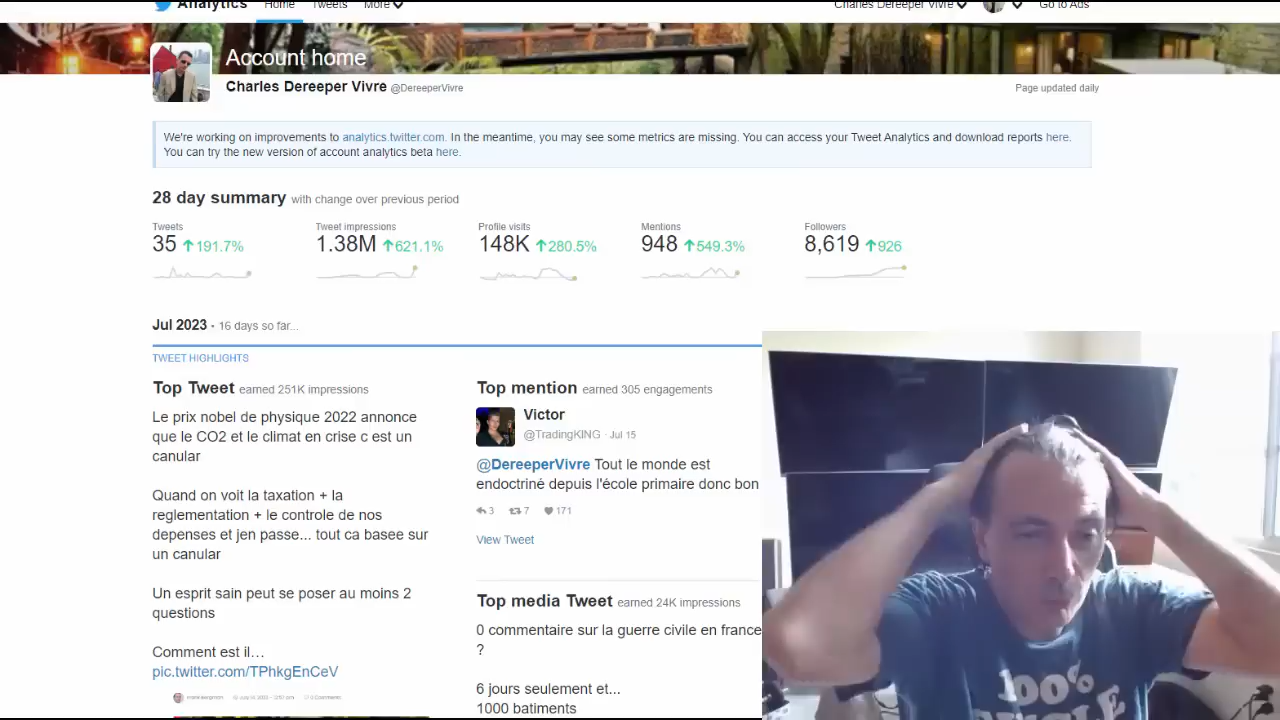 Analytics Home Tweets More Charles Dereeper Vivre Go to Ads
Account home
Charles Dereeper Vivre @DereeperVivre
Page updated daily
We're working on improvements to analytics.twitter.com. In the meantime, you may see some metrics are missing. You can access your Tweet Analytics and download reports here.
You can try the new version of account analytics beta here.
28 day summary with change over previous period
Tweets
35 191.7%
Tweet impressions
1.38M 621.1%
Profile visits
148K 280.5%
Mentions
948 549.3%
Followers
8,619 926
Jul 2023 • 16 days so far...
TWEET HIGHLIGHTS
Top Tweet earned 251K impressions
Le prix nobel de physique 2022 annonce
que le CO2 et le climat en crise c est un
canular
Quand on voit la taxation + la
reglementation + le controle de nos
depenses et jen passe... tout ca basee sur
un canular
Un esprit sain peut se poser au moins 2
questions
Comment est il…
pic.twitter.com/TPhkgEnCeV
Top mention earned 305 engagements
Victor
@TradingKING · Jul 15
@DereeperVivre Tout le monde est
endoctriné depuis l'école primaire donc bon
3 7 171
View Tweet
Top media Tweet earned 24K impressions
0 commentaire sur la guerre civile en france
?
6 jours seulement et...
1000 batiments
100%